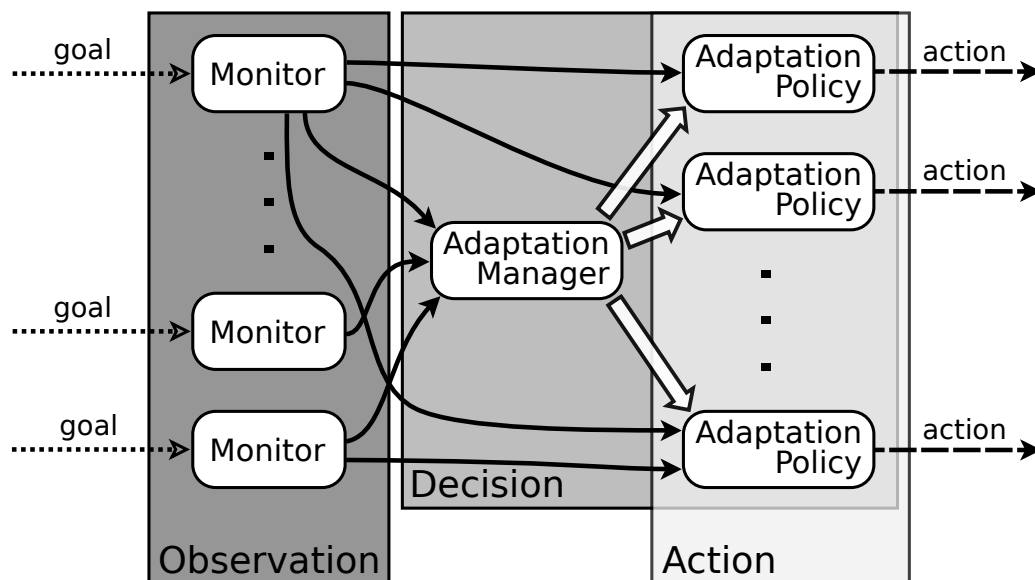 goal
Monitor
Adaptation
Policy
action
Adaptation
Policy
action
Adaptation
Manager
goal
Monitor
goal
Monitor
Adaptation
Policy
action
Decision
Observation
Action